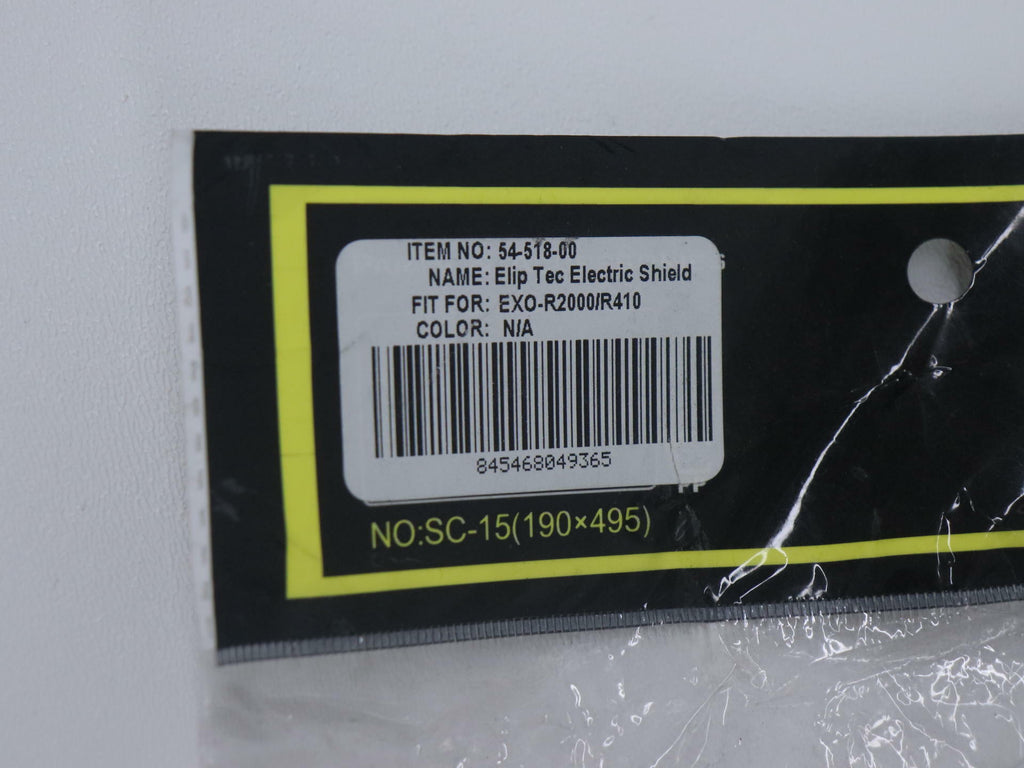 ITEM NO: 54-518-00
NAME: Elip Tec Electric Shield
FIT FOR: EXO-R2000/R410
COLOR: N/A
845468049365
NO:SC-15(190×495)